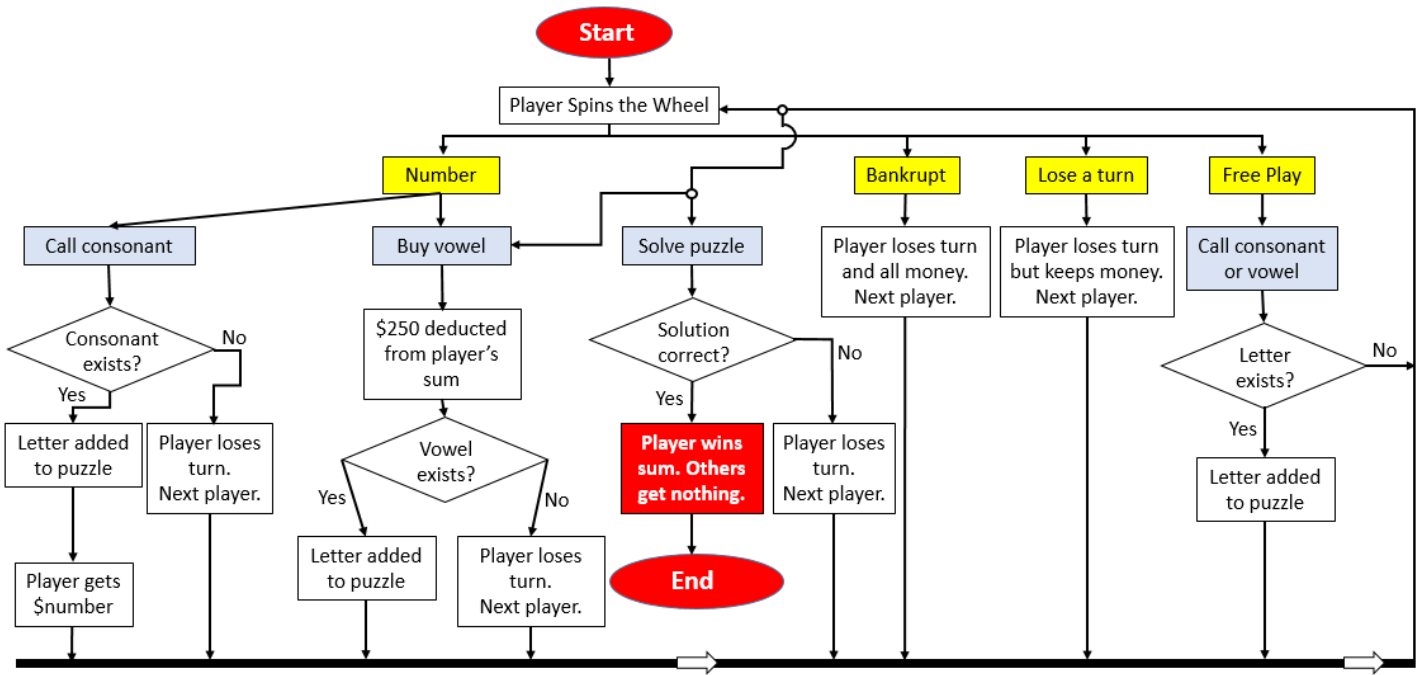 Start
Player Spins the Wheel
Number
Bankrupt
Lose a turn
Free Play
Call consonant
Buy vowel
Solve puzzle
Player loses turn
and all money.
Next player.
Player loses turn
but keeps money.
Next player.
Call consonant
or vowel
Consonant
exists?
No
Yes
$250 deducted
from player's
sum
Solution
correct?
No
Yes
Letter
exists?
No
Yes
Letter added
to puzzle
Player loses
turn.
Next player.
Vowel
exists?
Yes
No
Player wins
sum. Others
get nothing.
Player loses
turn.
Next player.
Letter added
to puzzle
Player gets
$number
Letter added
to puzzle
Player loses
turn.
Next player.
End